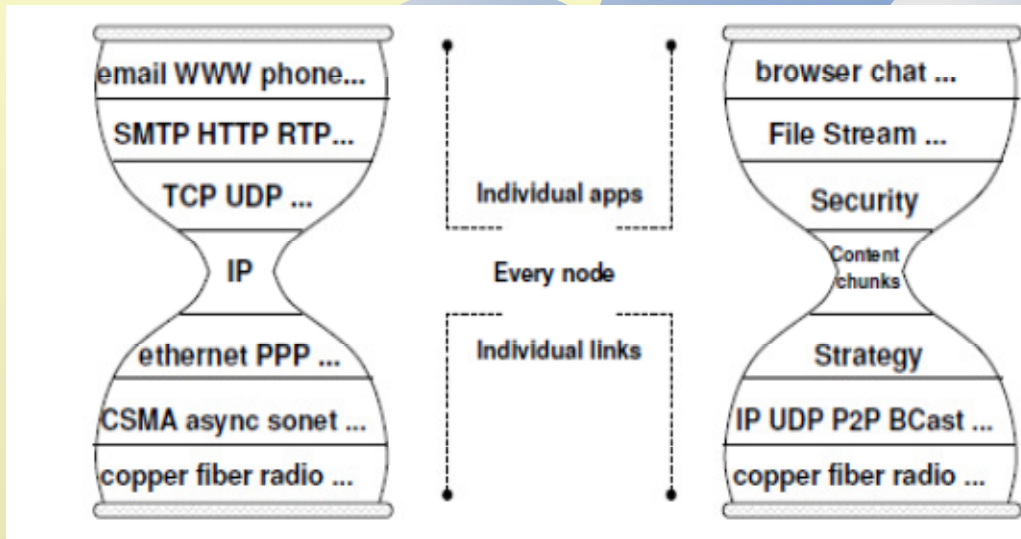 email WWW phone...
SMTP HTTP RTP...
TCP UDP ...
IP
ethernet PPP ...
CSMA async sonet ...
copper fiber radio ...
Individual apps
Every node
Individual links
browser chat ...
File Stream ...
Security
Content
chunks
Strategy
IP UDP P2P BCast ...
copper fiber radio ...